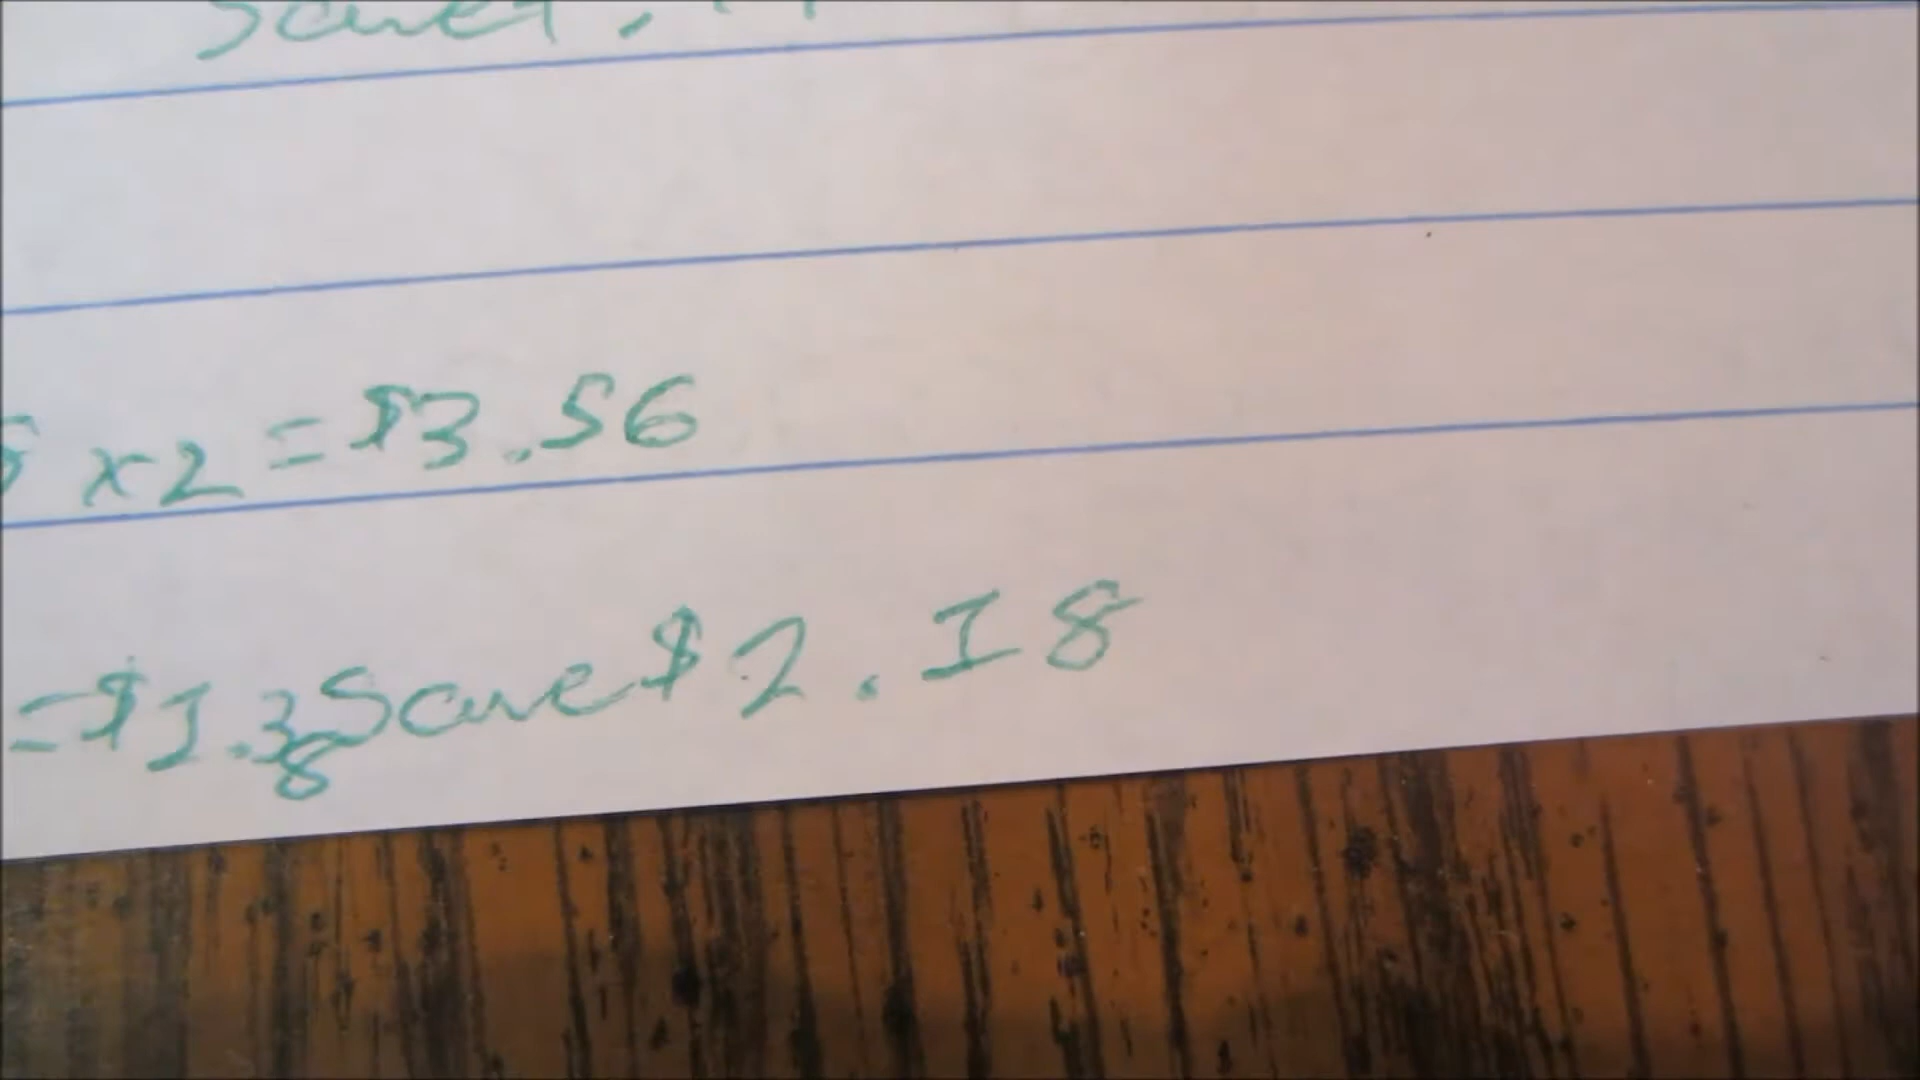 x2 = $3.56
= $1.38 Save $2.18